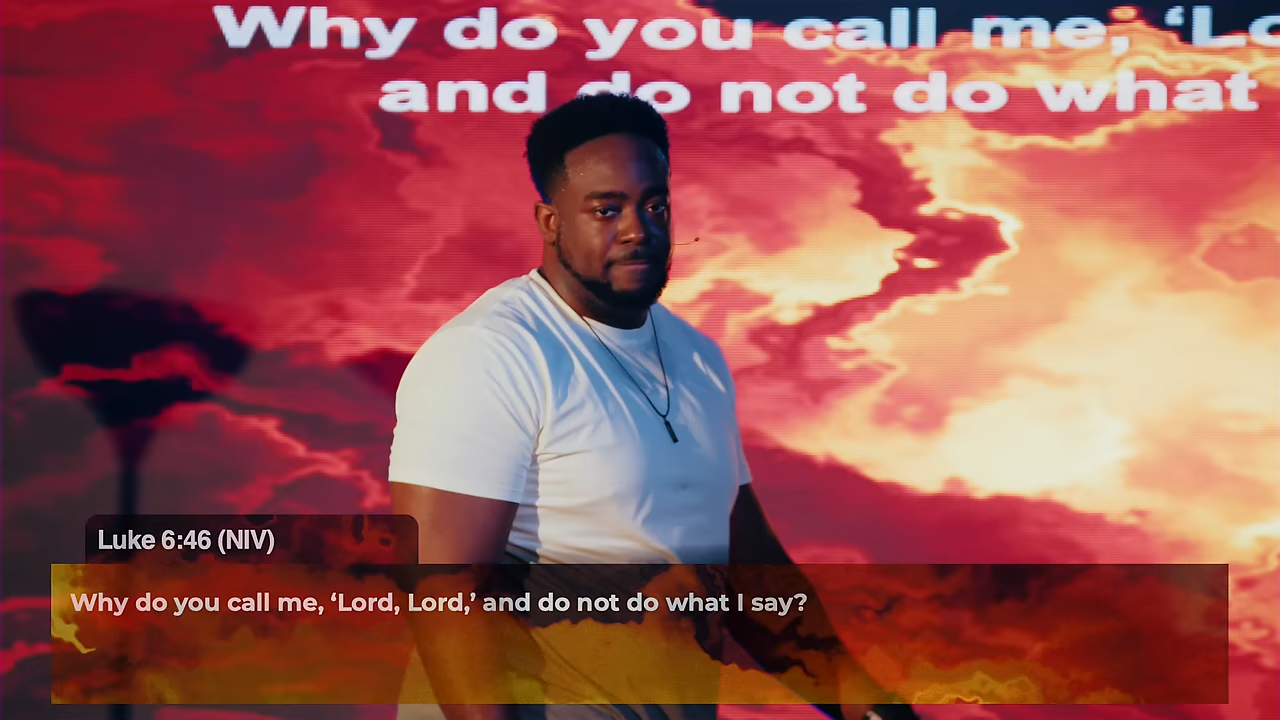 Why do you call me, ‘Lo
and do not do what
Luke 6:46 (NIV)
Why do you call me, ‘Lord, Lord,’ and do not do what I say?